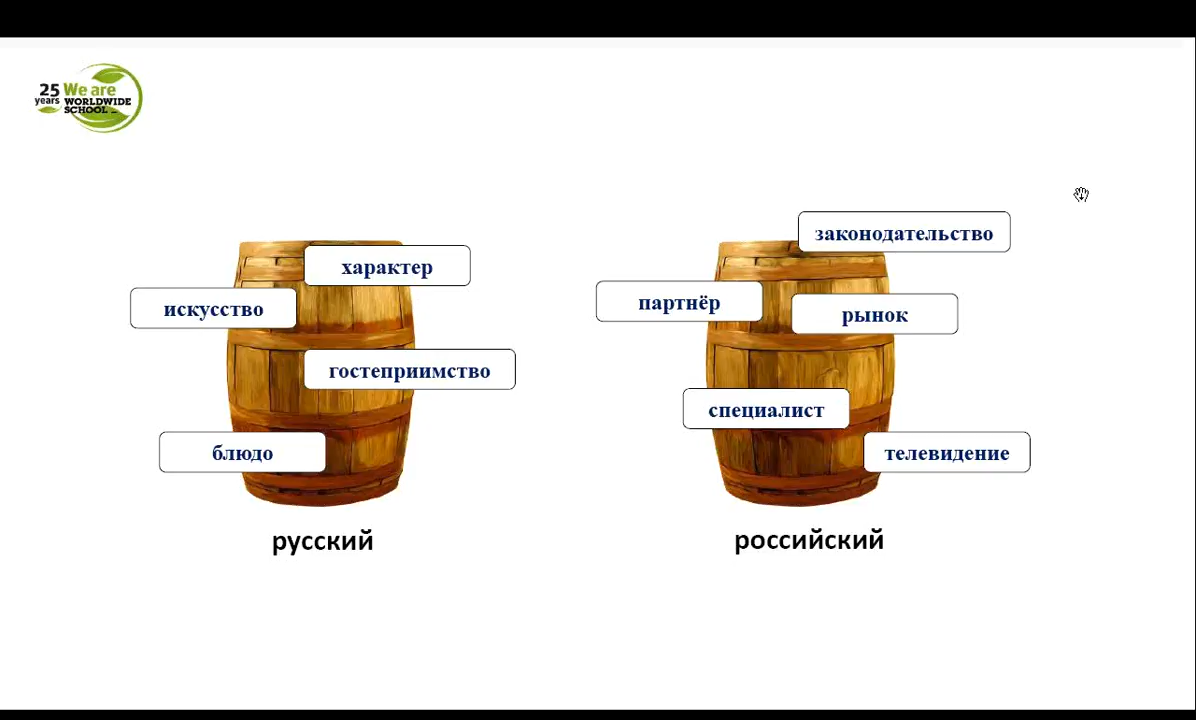 25 We are
years WORLDWIDE
SCHOOL
законодательство
характер
искусство
партнёр
рынок
гостеприимство
специалист
блюдо
телевидение
русский
российский